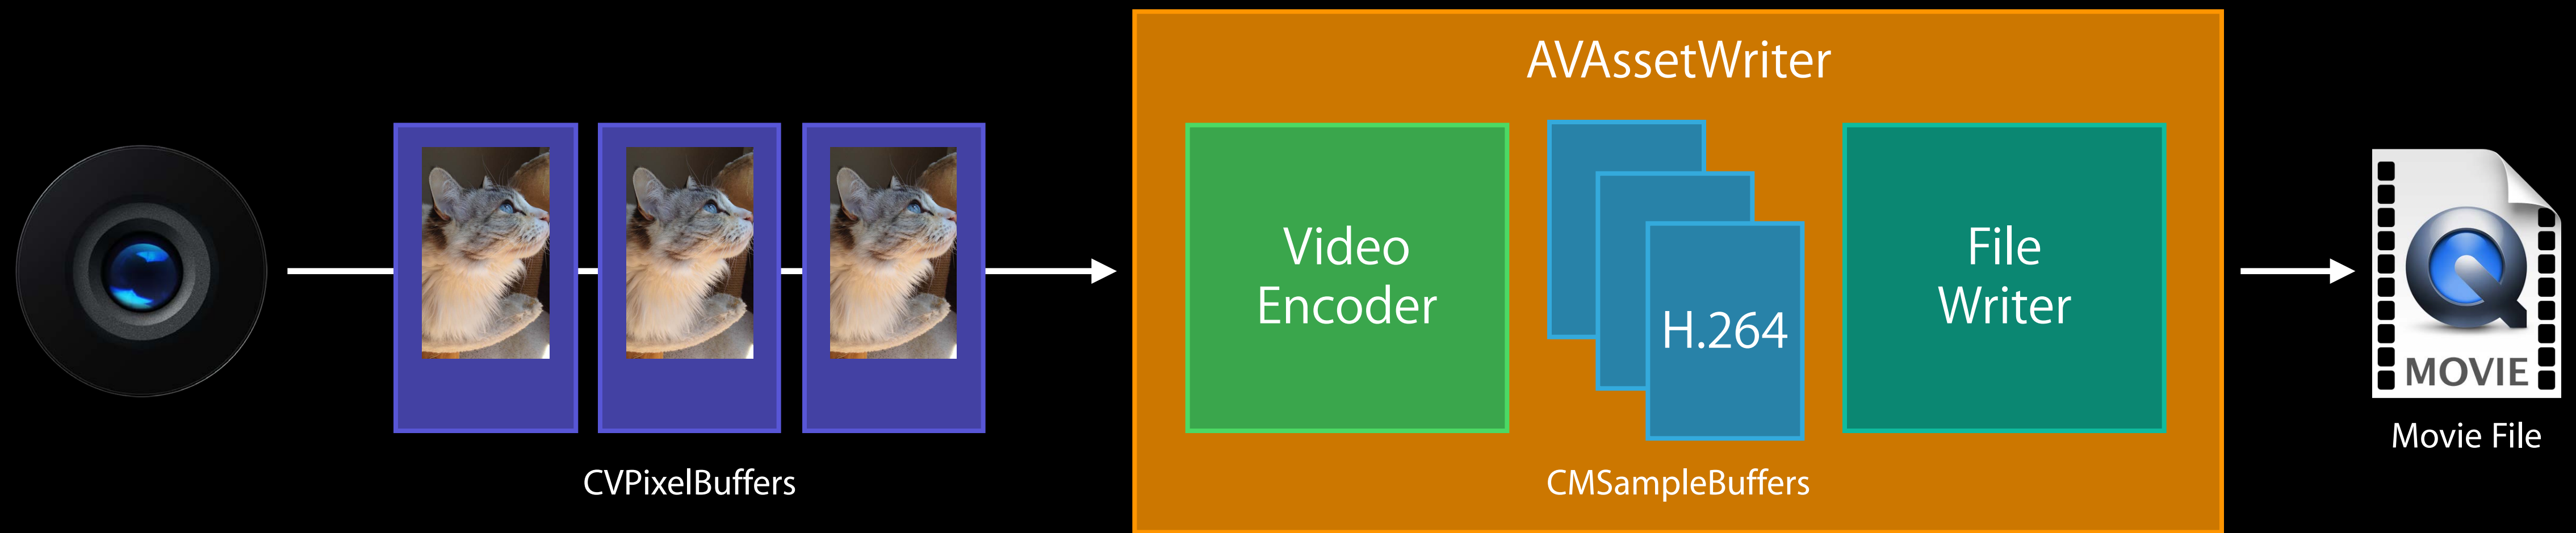 AVAssetWriter
Video
Encoder
H.264
File
Writer
MOVIE
Movie File
CVPixelBuffers
CMSampleBuffers